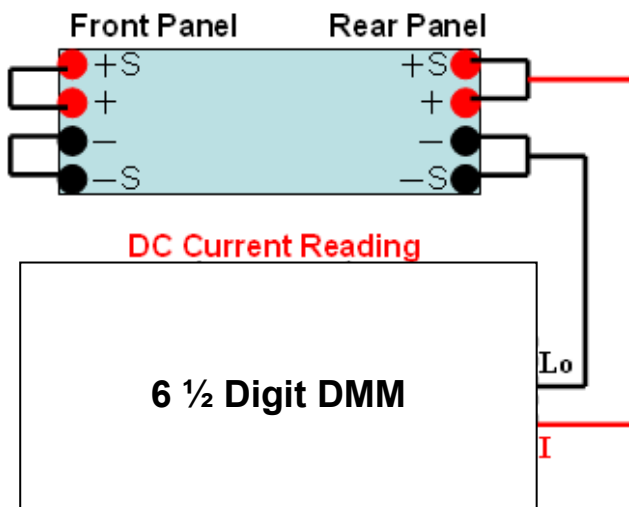 Front Panel Rear Panel
+S +S
+ +
− −
−S −S
DC Current Reading
6 ½ Digit DMM
Lo
I